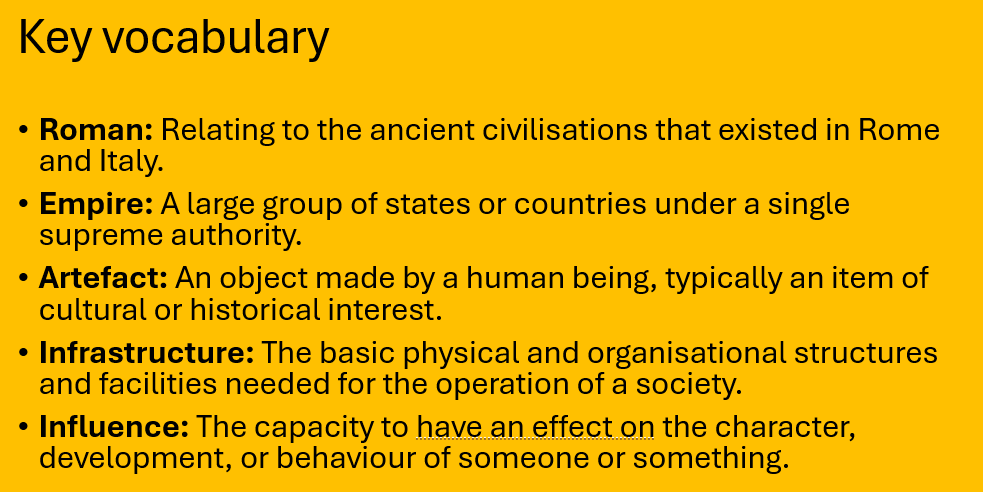 Key vocabulary
• Roman: Relating to the ancient civilisations that existed in Rome
and Italy.
• Empire: A large group of states or countries under a single
supreme authority.
• Artefact: An object made by a human being, typically an item of
cultural or historical interest.
• Infrastructure: The basic physical and organisational structures
and facilities needed for the operation of a society.
• Influence: The capacity to have an effect on the character,
development, or behaviour of someone or something.